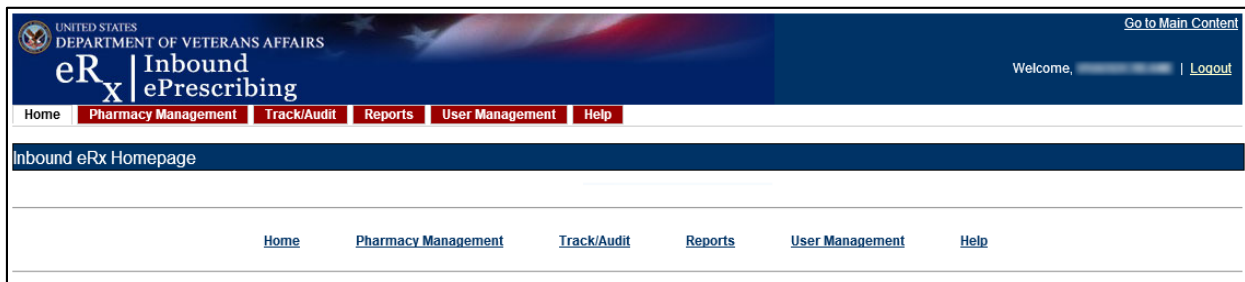 Go to Main Content
UNITED STATES
DEPARTMENT OF VETERANS AFFAIRS
eRx Inbound
ePrescribing
Welcome, | Logout
Home Pharmacy Management Track/Audit Reports User Management Help
Inbound eRx Homepage
Home Pharmacy Management Track/Audit Reports User Management Help